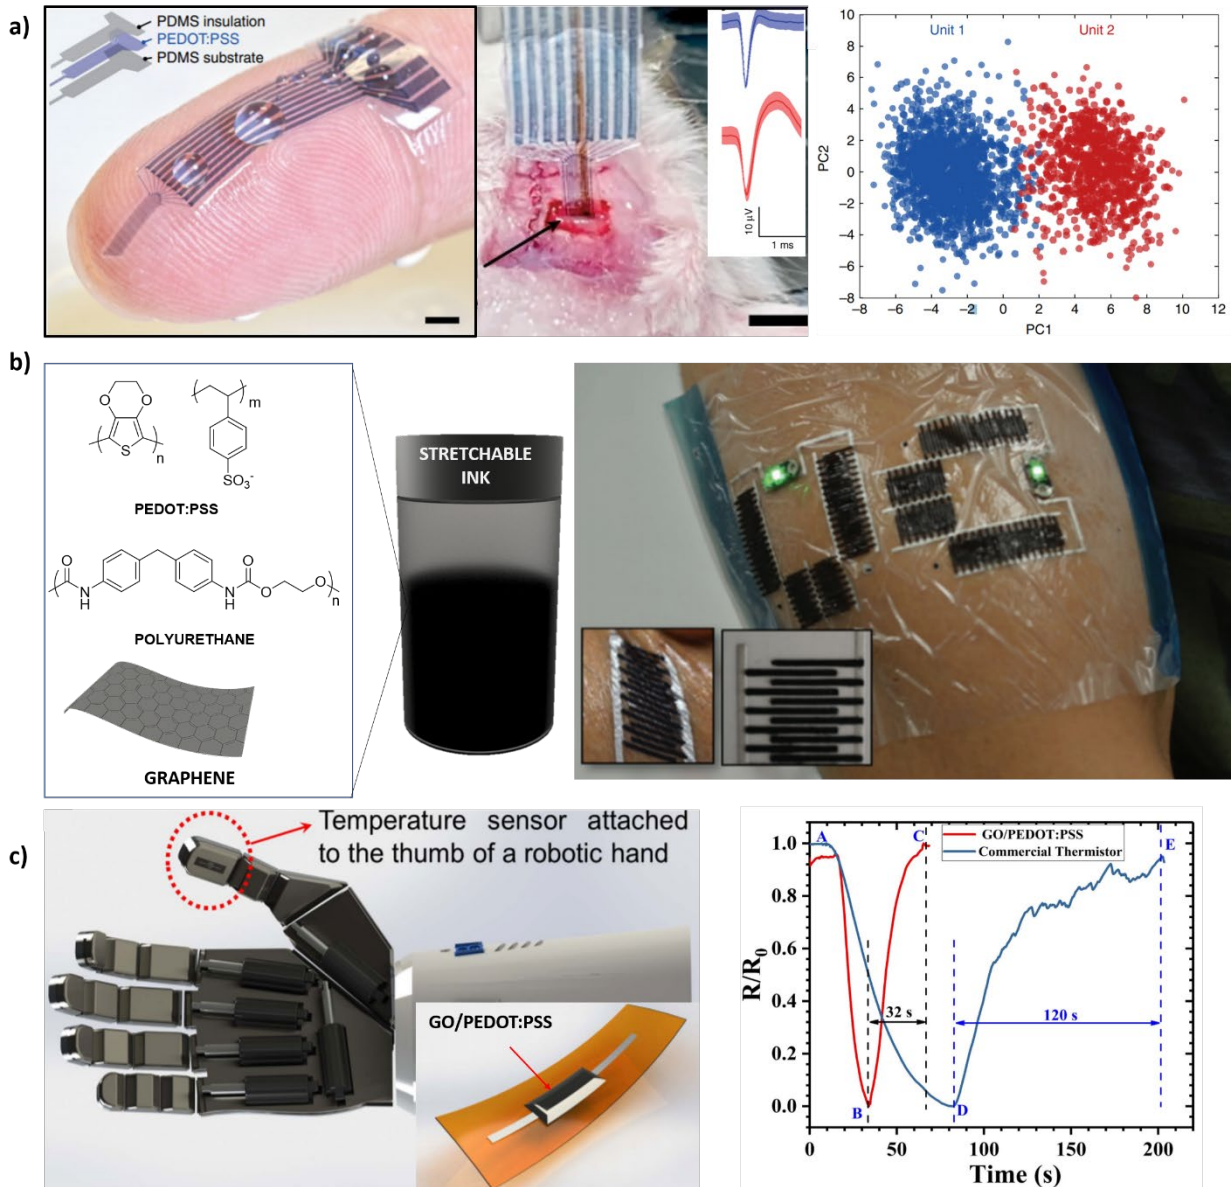 a)
PDMS insulation
PEDOT:PSS
PDMS substrate
10 µV
1 ms
Unit 1
Unit 2
PC2
10
8
6
4
2
0
−2
−4
−6
−8
−8 −6 −4 −2 0 2 4 6 8 10 12
PC1
b)
O O
S
n
m
SO3-
PEDOT:PSS
O
N
H
N
H
O
O
O
n
POLYURETHANE
GRAPHENE
STRETCHABLE
INK
c)
Temperature sensor attached
to the thumb of a robotic hand
GO/PEDOT:PSS
A
C
GO/PEDOT:PSS
Commercial Thermistor
E
32 s
120 s
B
D
R/R0
1.0
0.8
0.6
0.4
0.2
0.0
0 50 100 150 200
Time (s)